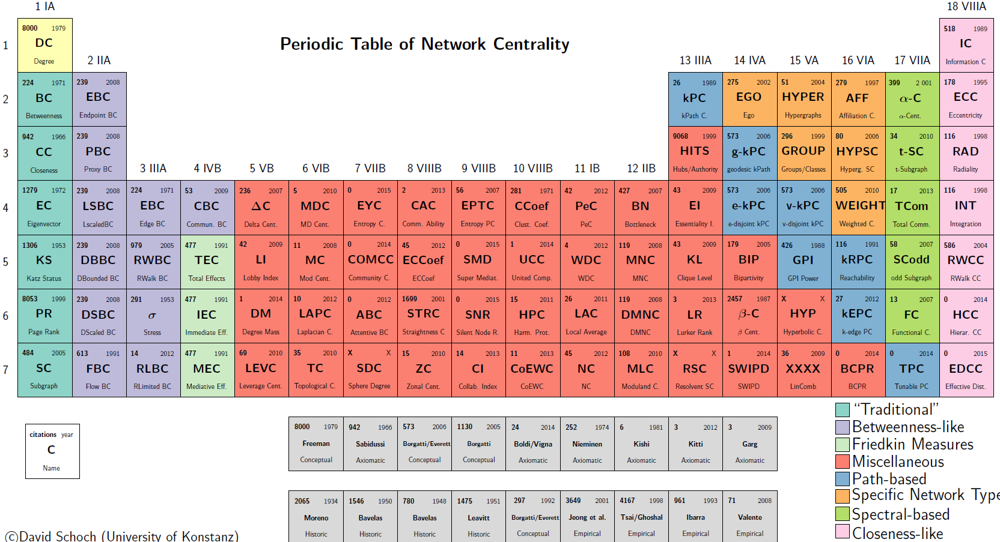 1 IA
18 VIIIA
8000 1979
DC
Degree
518 1989
IC
Information C
1
Periodic Table of Network Centrality
2 IIA
13 IIIA 14 IVA 15 VA 16 VIA 17 VIIA
224 1971 239 2008 26 1989 275 2002 51 2004 279 1997 399 2 001 178 1995
2 BC EBC kPC EGO HYPER AFF α-C ECC
Betweenness Endpoint BC kPath C. Ego Hypergraphs Affiliation C. α-Cent. Eccentricity
942 1966 239 2008 9068 1999 573 2006 296 1999 80 2006 34 2010 116 1998
3 CC PBC HITS g-kPC GROUP HYPSC t-SC RAD
Closeness Proxy BC Hubs/Authority geodesic kPath Groups/Classes Hyperg. SC t-Subgraph Radiality
3 IIIA 4 IVB 5 VB 6 VIB 7 VIIB 8 VIIIB 9 VIIIB 10 VIIIB 11 IB 12 IIB
1279 1972 239 2008 224 1971 53 2009 236 2007 5 2010 0 2015 2 2013 56 2007 281 1971 42 2012 427 2007 43 2009 573 2006 573 2006 505 2010 17 2013 116 1998
4 EC LSBC EBC CBC ΔC MDC EYC CAC EPTC CCoef PeC BN EI e-kPC v-kPC WEIGHT TCom INT
Eigenvector LscaledBC Edge BC Commun. BC Delta Cent. MD Cent. Entropy C. Comm. Ability Entropy PC Clust. Coef. PeC Bottleneck Essentiality I. e-disjoint kPC v-disjoint kPC Weighted C. Total Comm. Integration
1306 1953 239 2008 979 2005 477 1991 42 2009 11 2008 0 2014 45 2012 0 2015 1 2014 4 2012 119 2008 43 2009 179 2005 426 1988 116 1991 58 2007 586 2004
5 KS DBBC RWBC TEC LI MC COMCC ECCoef SMD UCC WDC MNC KL BIP GPI kRPC SCodd RWCC
Katz Status DBounded BC RWalk BC Total Effects Lobby Index Mod Cent. Community C. ECCoef Super Mediat. United Comp. WDC MNC Clique Level Bipartivity GPI Power Reachability odd Subgraph RWalk CC
8053 1999 239 2008 291 1953 477 1991 1 2014 10 2012 0 2012 1699 2001 0 2015 15 2011 26 2011 119 2008 3 2013 2457 1987 X X 27 2012 13 2007 0 2014
6 PR DSBC σ IEC DM LAPC ABC STRC SNR HPC LAC DMNC LR β-C HYP kEPC FC HCC
Page Rank DScaled BC Stress Immediate Eff. Degree Mass Laplacian C. Attentive BC Straightness C Silent Node R. Harm. Prot. Local Average DMNC Lurker Rank β Cent. Hyperbolic C. k-edge PC Functional C. Hierar. CC
484 2005 613 1991 14 2012 477 1991 69 2010 35 2010 X X 15 2010 14 2013 11 2013 45 2012 108 2010 X X 1 2014 36 2009 0 2014 0 2014 0 2015
7 SC FBC RLBC MEC LEVC TC SDC ZC CI CoEWC NC MLC RSC SWIPD XXXX BCPR TPC EDCC
Subgraph Flow BC RLimited BC Mediative Eff. Leverage Cent. Topological C. Sphere Degree Zonal Cent. Collab. Index CoEWC NC Moduland C. Resolvent SC SWIPD LinComb BCPR Tunable PC Effective Dist.
citations year
C
Name
8000 1979 942 1966 573 2006 1130 2005 24 2014 252 1974 6 1981 3 2012 3 2009
Freeman Sabidussi Borgatti/Everett Borgatti Boldi/Vigna Nieminen Kishi Kitti Garg
Conceptual Axiomatic Conceptual Conceptual Axiomatic Axiomatic Axiomatic Axiomatic Axiomatic
2065 1934 1546 1950 780 1948 1475 1951 297 1992 3649 2001 4167 1998 961 1993 71 2008
Moreno Bavelas Bavelas Leavitt Borgatti/Everett Jeong et al. Tsai/Ghoshal Ibarra Valente
Historic Historic Historic Historic Conceptual Empirical Empirical Empirical Empirical
"Traditional"
Betweenness-like
Friedkin Measures
Miscellaneous
Path-based
Specific Network Type
Spectral-based
Closeness-like
©David Schoch (University of Konstanz)